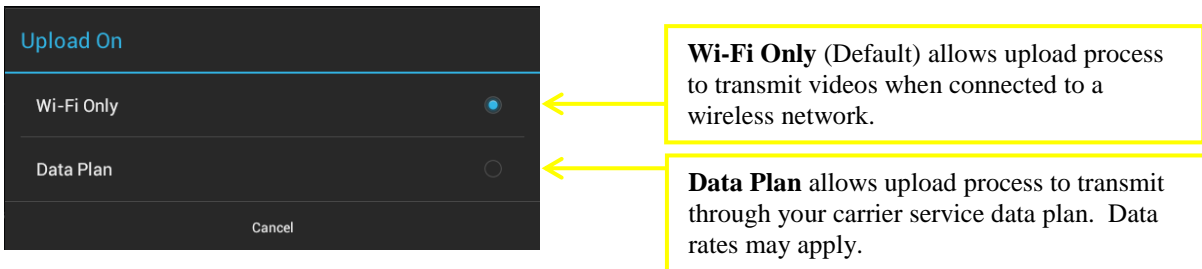 Upload On
Wi-Fi Only
Data Plan
Cancel
Wi-Fi Only (Default) allows upload process
to transmit videos when connected to a
wireless network.
Data Plan allows upload process to transmit
through your carrier service data plan.  Data
rates may apply.